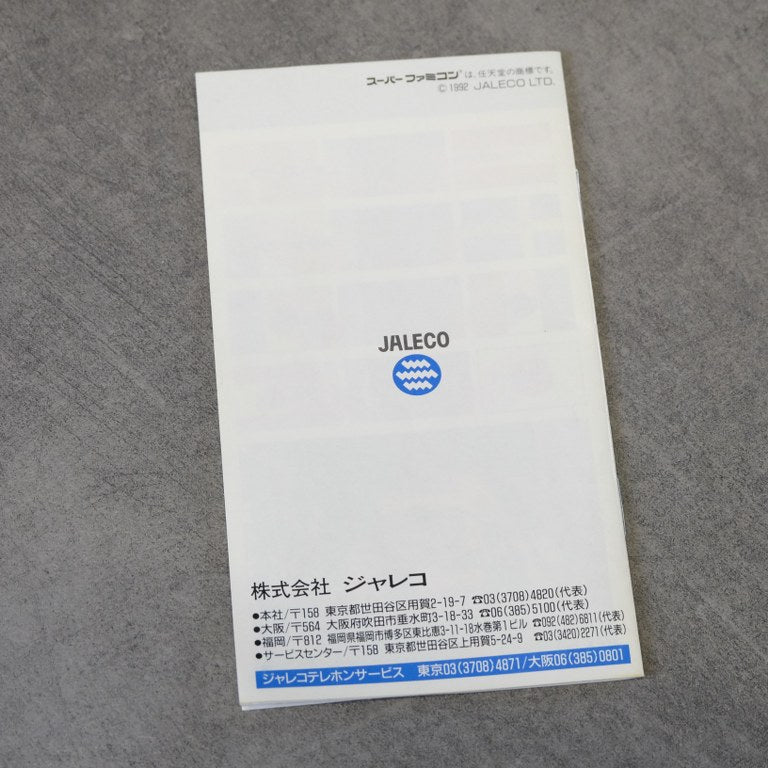 スーパーファミコン®は、任天堂の商標です。
© 1992 JALECO LTD.
JALECO
株式会社 ジャレコ
●本社/〒158 東京都世田谷区用賀2-19-7 ☎03(3708)4820(代表)
●大阪/〒564 大阪府吹田市垂水町3-18-33 ☎06(385)5100(代表)
●福岡/〒812 福岡県福岡市博多区東比恵3-11-18水巻第1ビル ☎092(482)6811(代表)
●サービスセンター/〒158 東京都世田谷区上用賀5-24-9 ☎03(3420)2271(代表)
ジャレコテレホンサービス 東京03(3708)4871/大阪06(385)0801